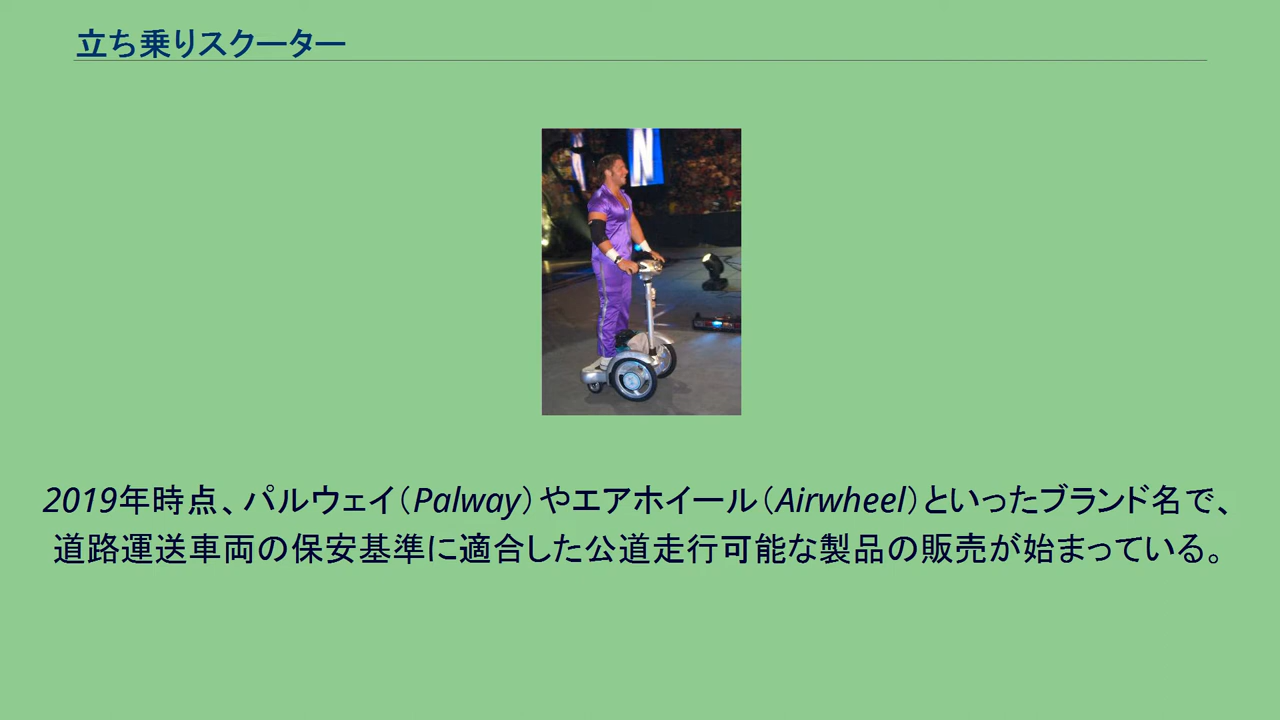 立ち乗りスクーター
N
2019年時点、パルウェイ（Palway）やエアホイール（Airwheel）といったブランド名で、
道路運送車両の保安基準に適合した公道走行可能な製品の販売が始まっている。